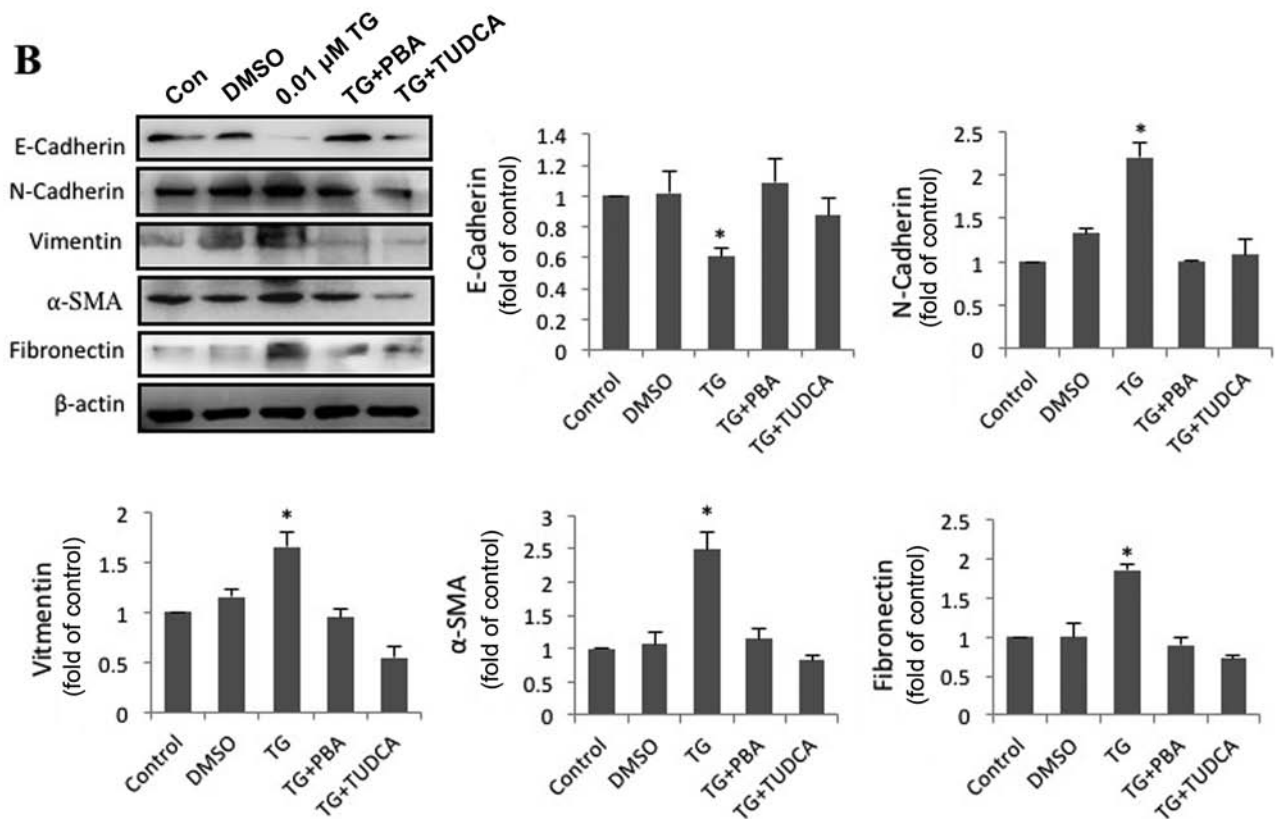 B
Con
DMSO
0.01 µM TG
TG+PBA
TG+TUDCA
E-Cadherin
N-Cadherin
Vimentin
α-SMA
Fibronectin
β-actin
E-Cadherin
(fold of control)
1.4
1.2
1
0.8
0.6
0.4
0.2
0
*
Control
DMSO
TG
TG+PBA
TG+TUDCA
N-Cadherin
(fold of control)
2.5
2
1.5
1
0.5
0
*
Control
DMSO
TG
TG+PBA
TG+TUDCA
Vitmentin
(fold of control)
2
1.5
1
0.5
0
*
Control
DMSO
TG
TG+PBA
TG+TUDCA
α-SMA
(fold of control)
3
2.5
2
1.5
1
0.5
0
*
Control
DMSO
TG
TG+PBA
TG+TUDCA
Fibronectin
(fold of control)
2.5
2
1.5
1
0.5
0
*
Control
DMSO
TG
TG+PBA
TG+TUDCA